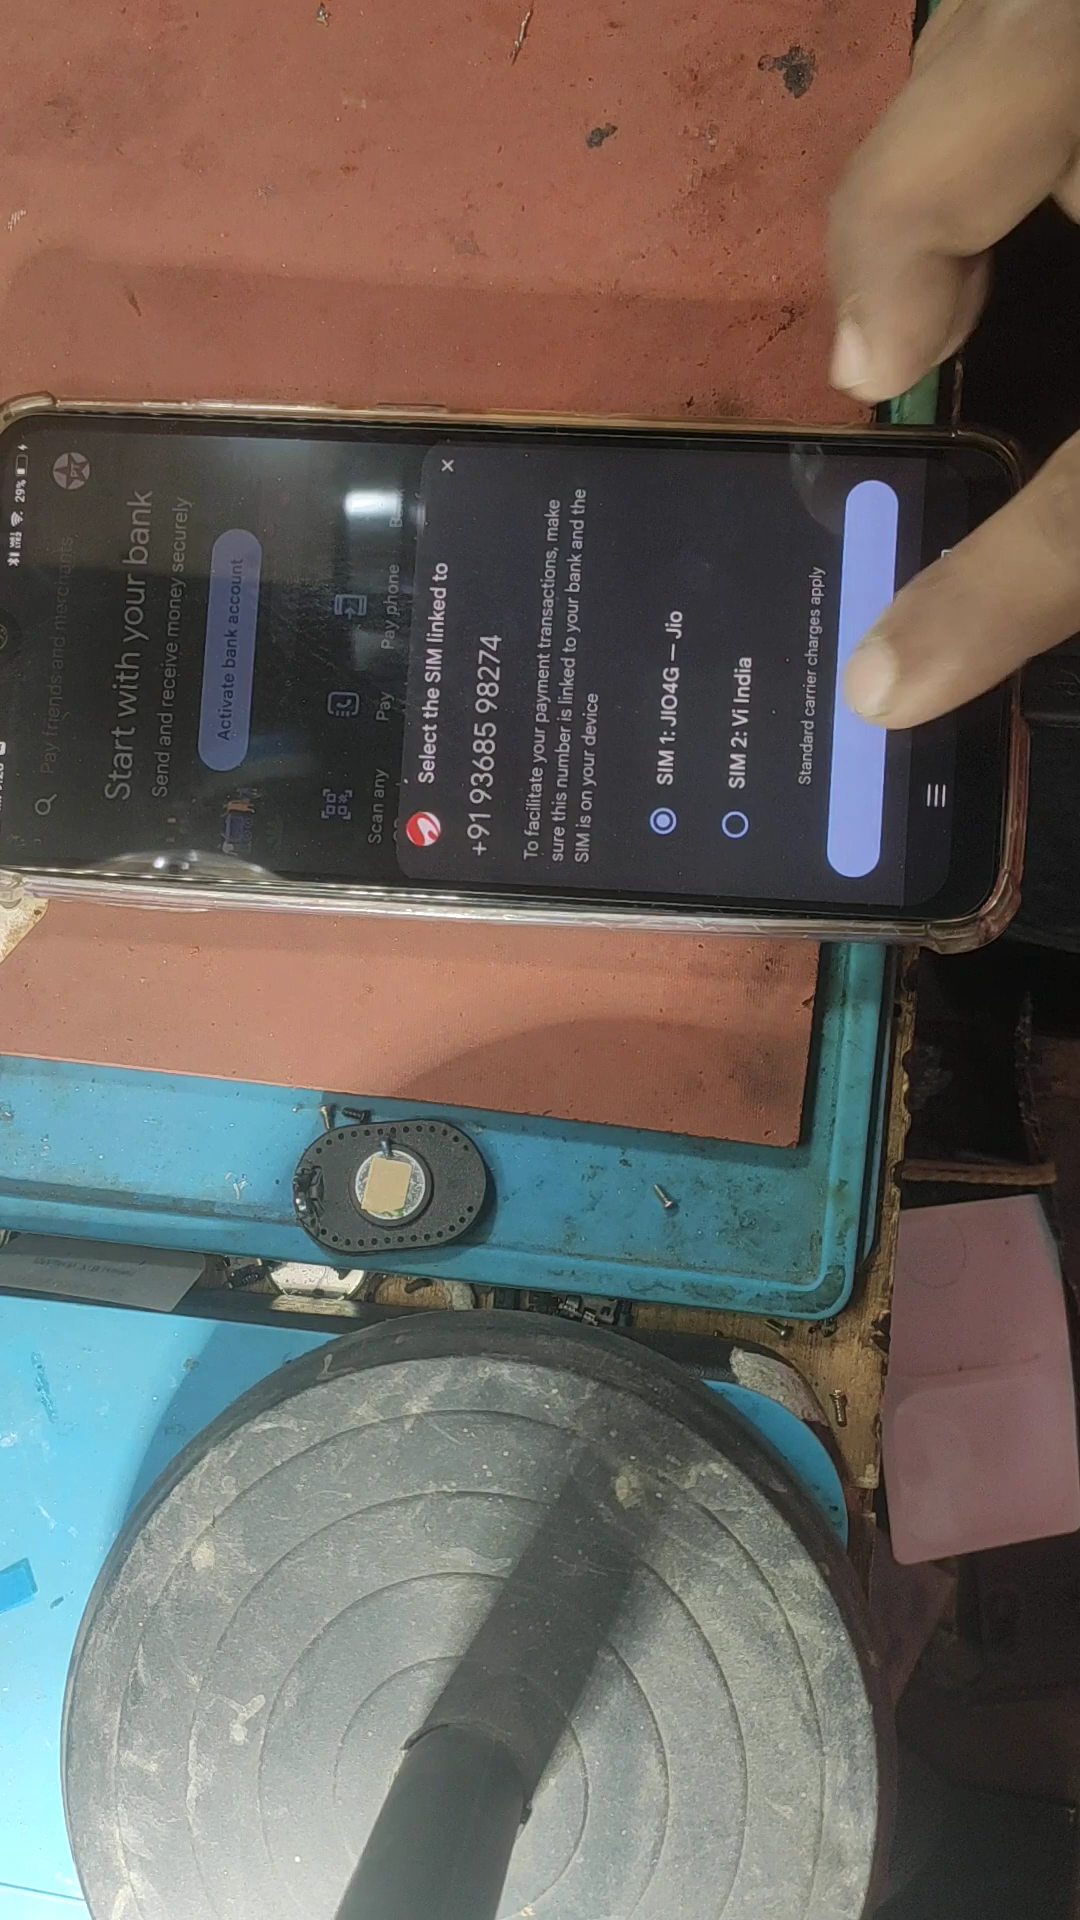 29%
Pay friends and merchants
PT
Start with your bank
Send and receive money securely
Activate bank account
Scan any
Pay
Pay phone
Select the SIM linked to
+91 93685 98274
To facilitate your payment transactions, make
sure this number is linked to your bank and the
SIM is on your device
SIM 1: JIO4G — Jio
SIM 2: Vi India
Standard carrier charges apply